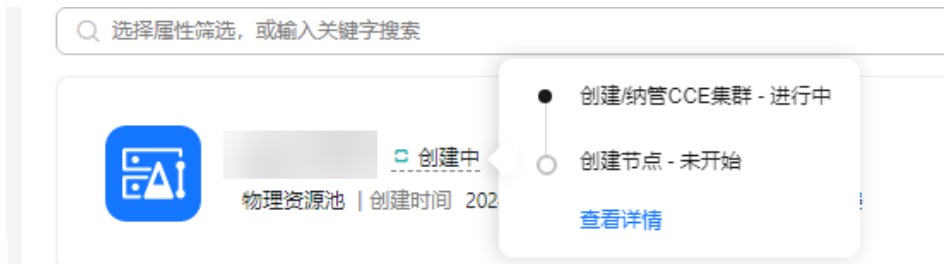 选择属性筛选，或输入关键字搜索
创建/纳管CCE集群 - 进行中
创建中
创建节点 - 未开始
物理资源池 | 创建时间 202
查看详情